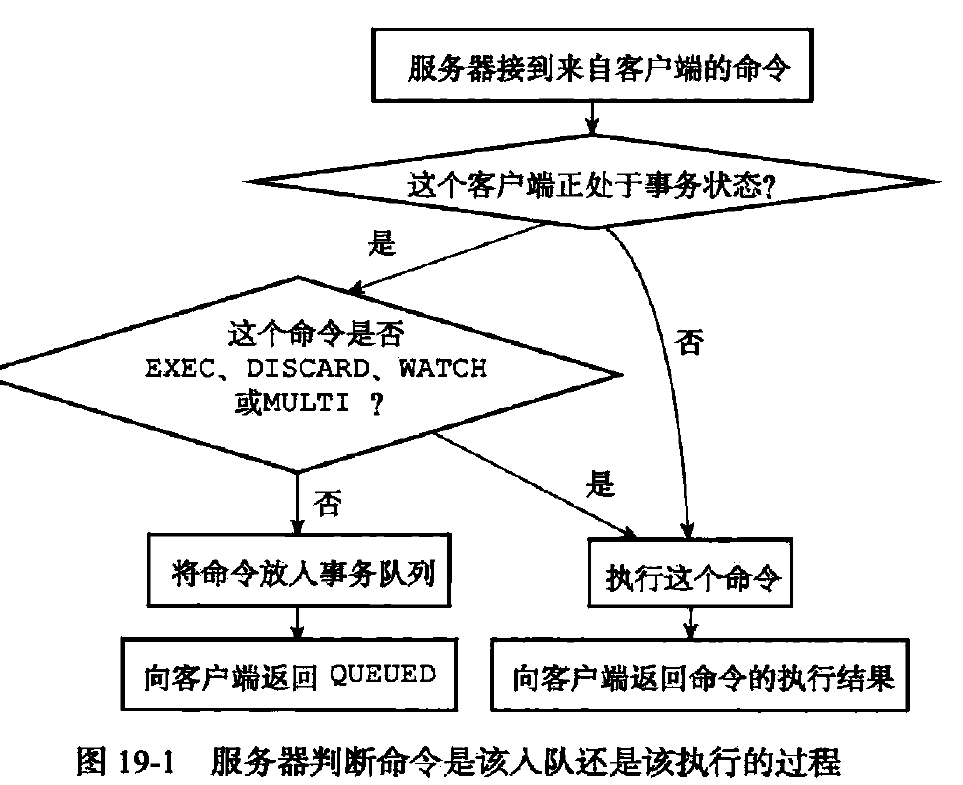 服务器接到来自客户端的命令
这个客户端正处于事务状态?
是
否
这个命令是否
EXEC、DISCARD、WATCH
或MULTI ?
否
是
将命令放入事务队列
执行这个命令
向客户端返回 QUEUED
向客户端返回命令的执行结果
图 19-1 服务器判断命令是该入队还是该执行的过程